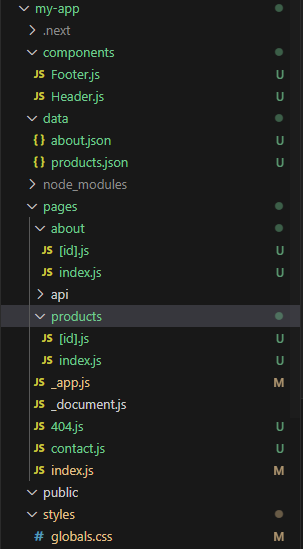 my-app
.next
components
JS Footer.js U
JS Header.js U
data
{} about.json U
{} products.json U
node_modules
pages
about
JS [id].js U
JS index.js U
api
products
JS [id].js U
JS index.js U
JS _app.js M
JS _document.js
JS 404.js U
JS contact.js U
JS index.js M
public
styles
# globals.css M